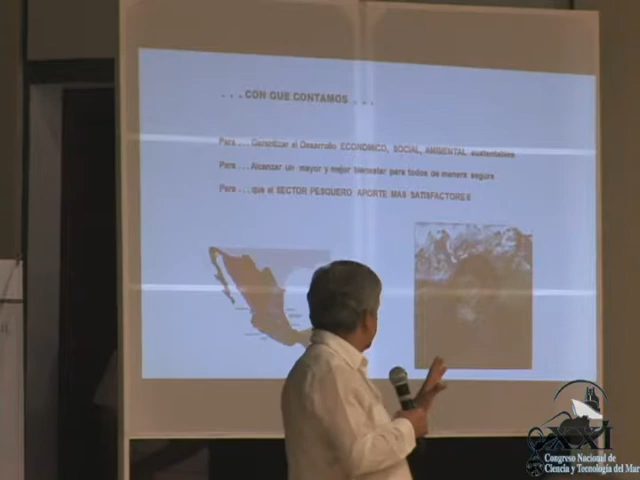 . . . CON QUE CONTAMOS . . .
Para . . . Garantizar el Desarrollo ECONOMICO, SOCIAL, AMBIENTAL sustentables
Para . . . Alcanzar un mayor y mejor bienestar para todos de manera segura
Para . . . que el SECTOR PESQUERO APORTE MAS SATISFACTORES
XXI
Congreso Nacional de
Ciencia y Tecnología del Mar